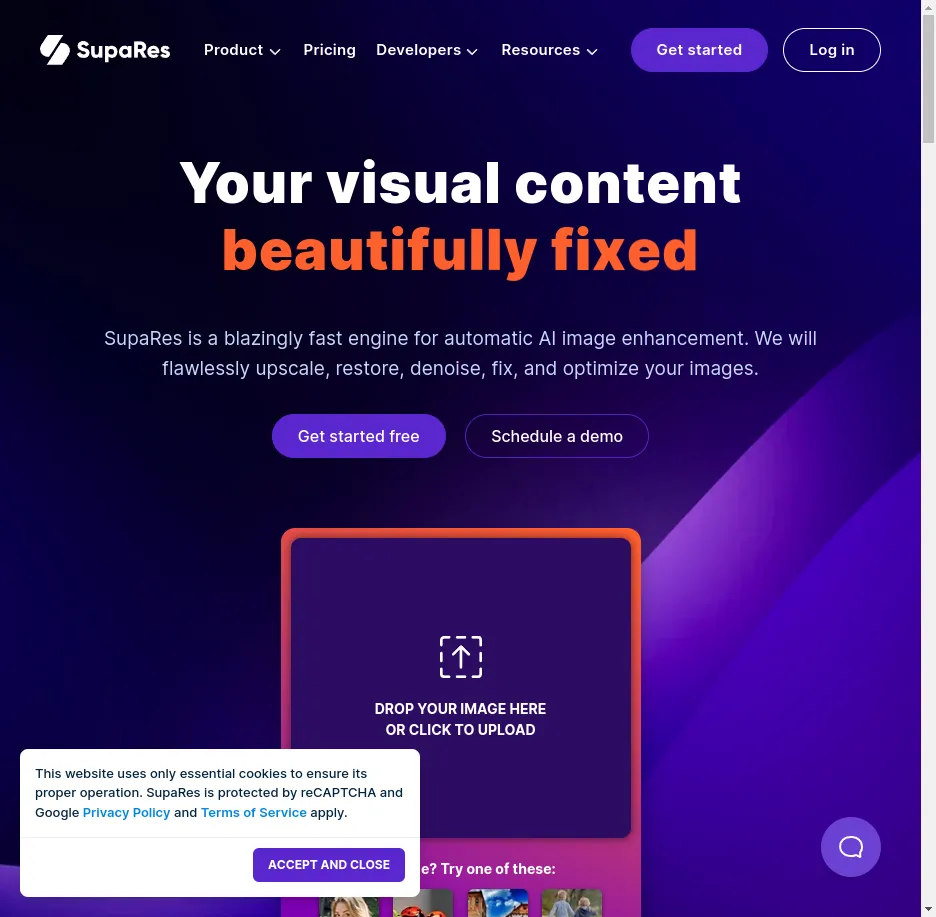 SupaRes
Product
Pricing
Developers
Resources
Get started
Log in
Your visual content
beautifully fixed
SupaRes is a blazingly fast engine for automatic AI image enhancement. We will
flawlessly upscale, restore, denoise, fix, and optimize your images.
Get started free
Schedule a demo
DROP YOUR IMAGE HERE
OR CLICK TO UPLOAD
This website uses only essential cookies to ensure its
proper operation. SupaRes is protected by reCAPTCHA and
Google Privacy Policy and Terms of Service apply.
ACCEPT AND CLOSE
e? Try one of these: